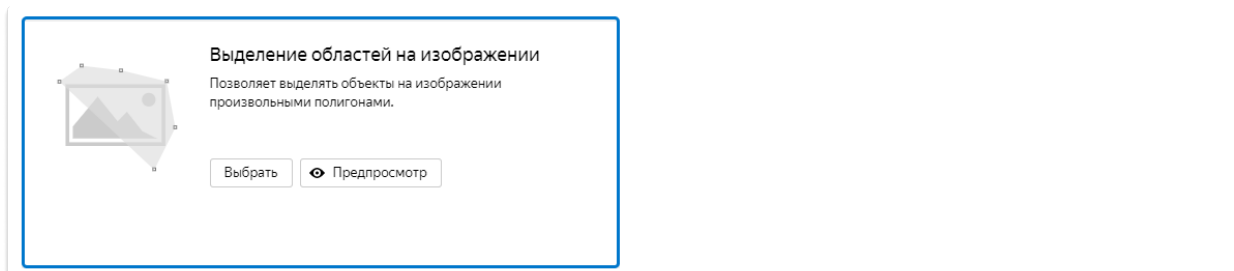 Выделение областей на изображении
Позволяет выделять объекты на изображении
произвольными полигонами.
Выбрать
Предпросмотр